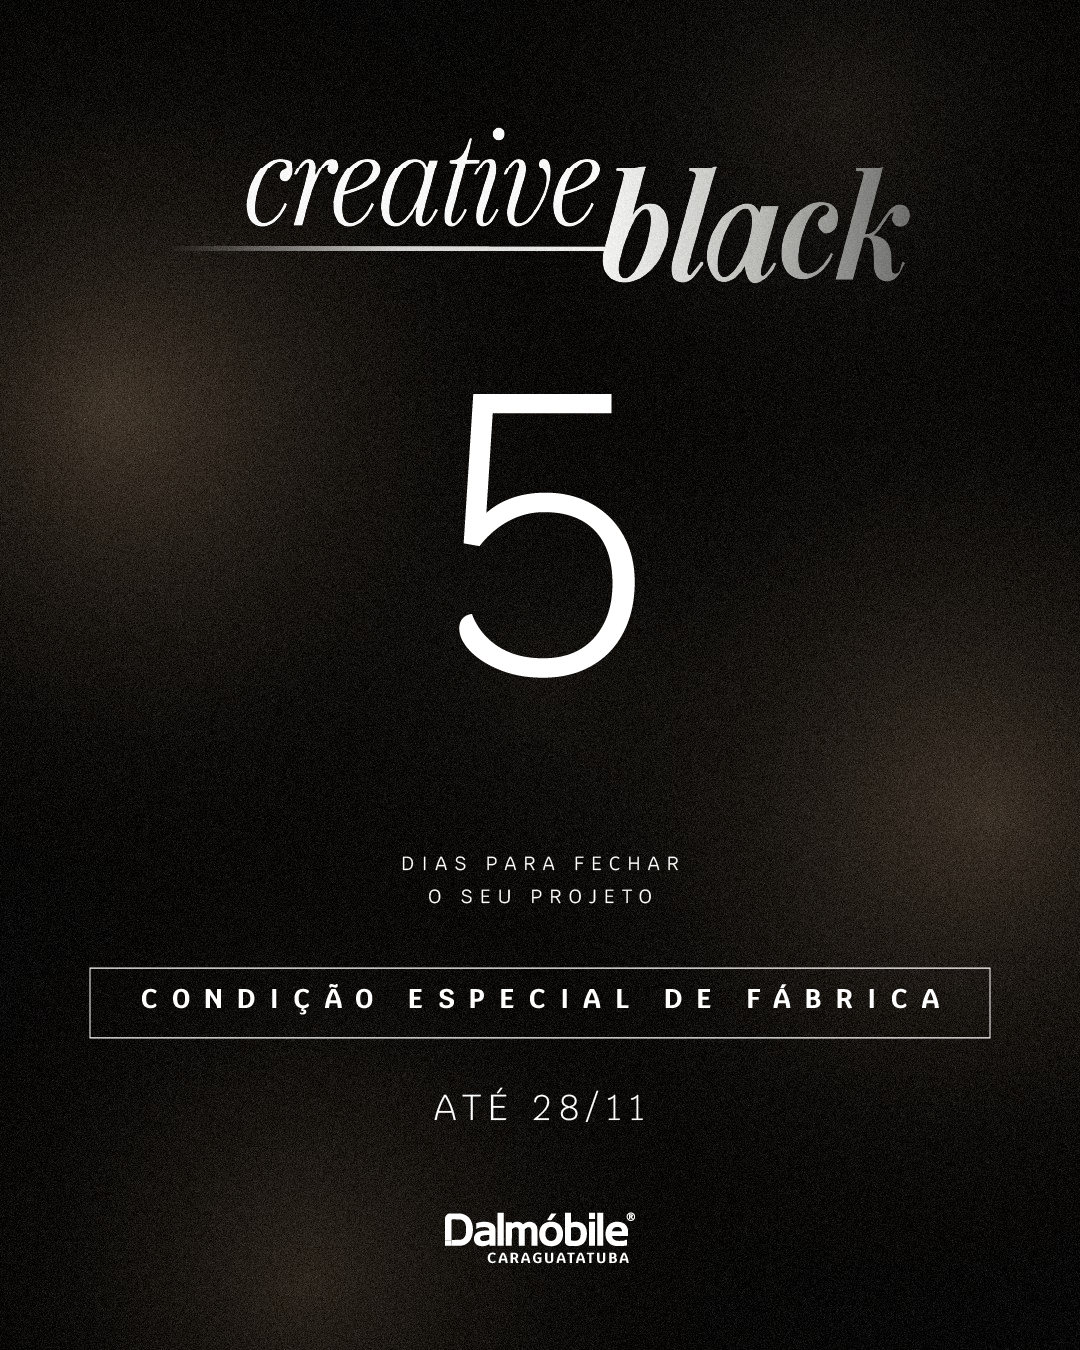 creative black
5
DIAS PARA FECHAR
O SEU PROJETO
CONDIÇÃO ESPECIAL DE FÁBRICA
ATÉ 28/11
Dalmóbile®
CARAGUATATUBA